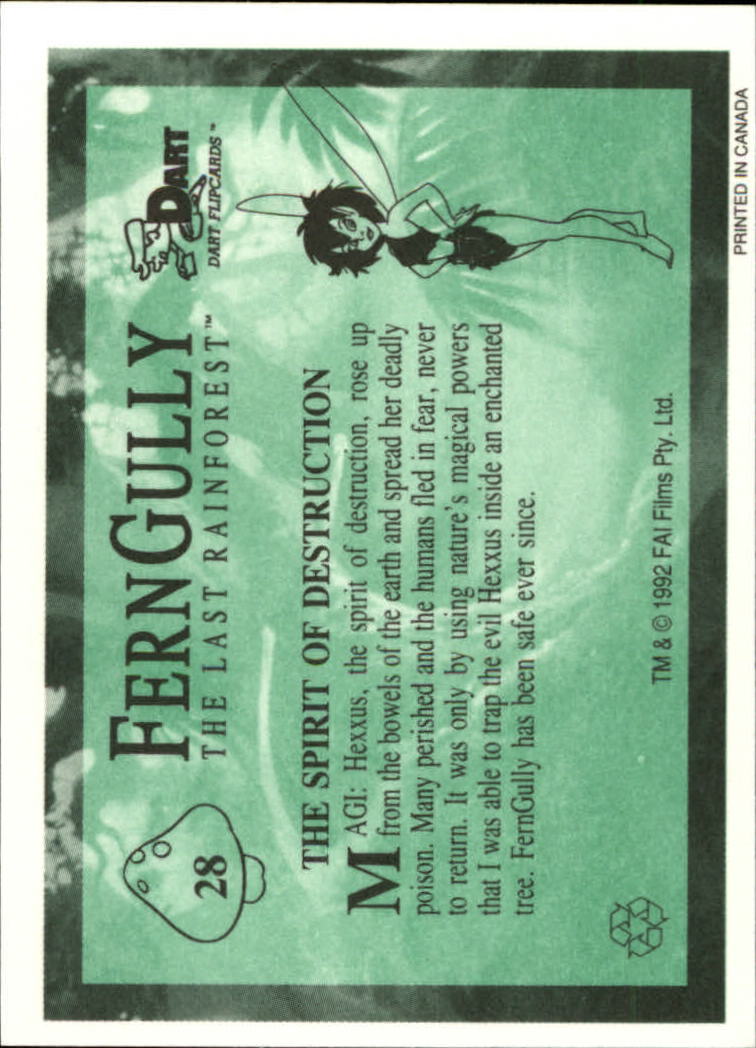 28
FERNGULLY
THE LAST RAINFOREST™
DART
DART FLIPCARDS™
THE SPIRIT OF DESTRUCTION
MAGI: Hexxus, the spirit of destruction, rose up
from the bowels of the earth and spread her deadly
poison. Many perished and the humans fled in fear, never
to return. It was only by using nature's magical powers
that I was able to trap the evil Hexxus inside an enchanted
tree. FernGully has been safe ever since.
TM & © 1992 FAI Films Pty. Ltd.
PRINTED IN CANADA